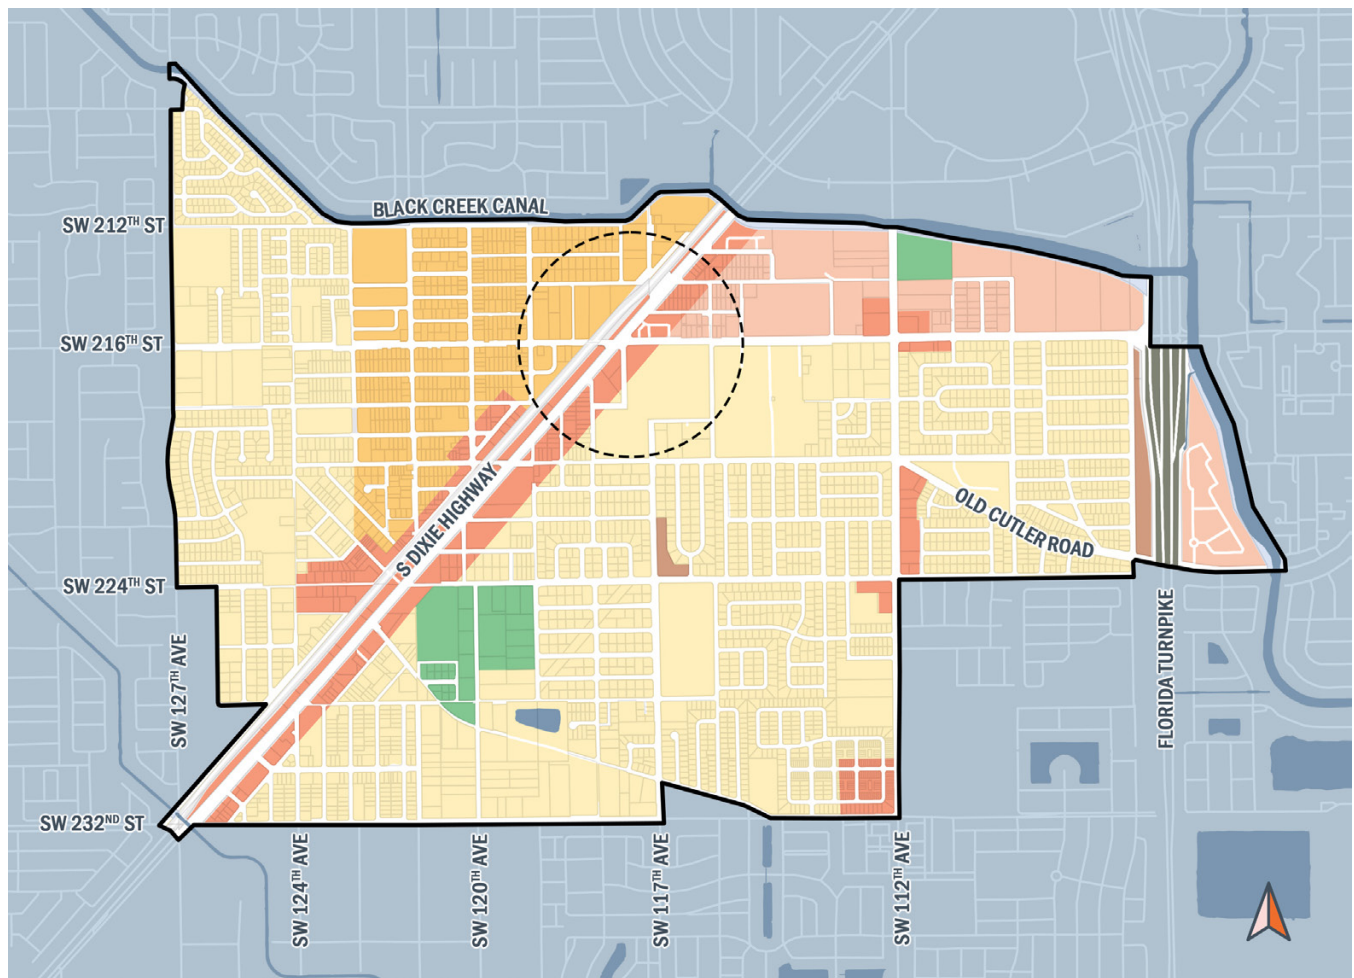 BLACK CREEK CANAL
SW 212TH ST
SW 216TH ST
S DIXIE HIGHWAY
OLD CUTLER ROAD
SW 224TH ST
SW 127TH AVE
FLORIDA TURNPIKE
SW 232ND ST
SW 124TH AVE
SW 120TH AVE
SW 117TH AVE
SW 112TH AVE